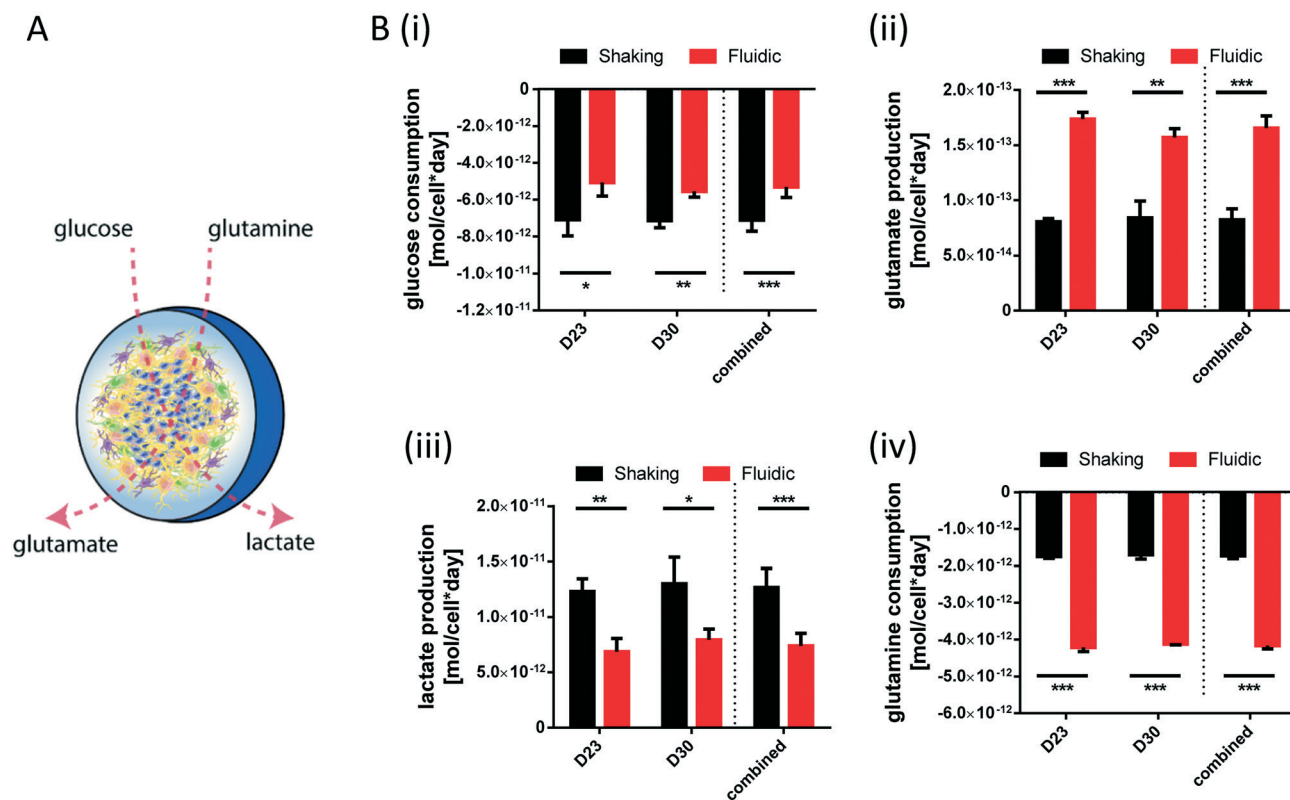 A
glucose
glutamine
glutamate
lactate
B (i)
Shaking
Fluidic
glucose consumption
[mol/cell*day]
0
-2.0×10⁻¹²
-4.0×10⁻¹²
-6.0×10⁻¹²
-8.0×10⁻¹²
-1.0×10⁻¹¹
-1.2×10⁻¹¹
*
**
***
D23
D30
combined
(ii)
Shaking
Fluidic
glutamate production
[mol/cell*day]
2.0×10⁻¹³
1.5×10⁻¹³
1.0×10⁻¹³
5.0×10⁻¹⁴
0
***
**
***
D23
D30
combined
(iii)
Shaking
Fluidic
lactate production
[mol/cell*day]
2.0×10⁻¹¹
1.5×10⁻¹¹
1.0×10⁻¹¹
5.0×10⁻¹²
0
**
*
***
D23
D30
combined
(iv)
Shaking
Fluidic
glutamine consumption
[mol/cell*day]
0
-1.0×10⁻¹²
-2.0×10⁻¹²
-3.0×10⁻¹²
-4.0×10⁻¹²
-5.0×10⁻¹²
-6.0×10⁻¹²
***
***
***
D23
D30
combined